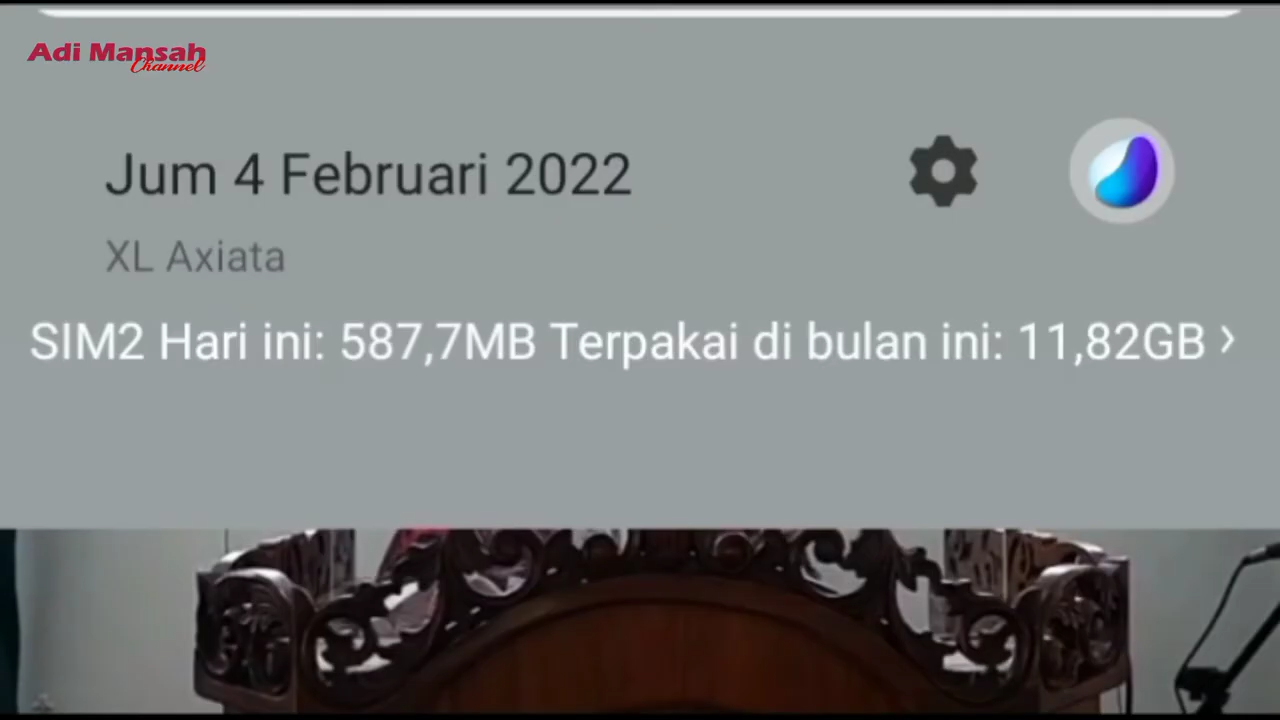 Adi Mansah
Channel
Jum 4 Februari 2022
XL Axiata
SIM2 Hari ini: 587,7MB Terpakai di bulan ini: 11,82GB